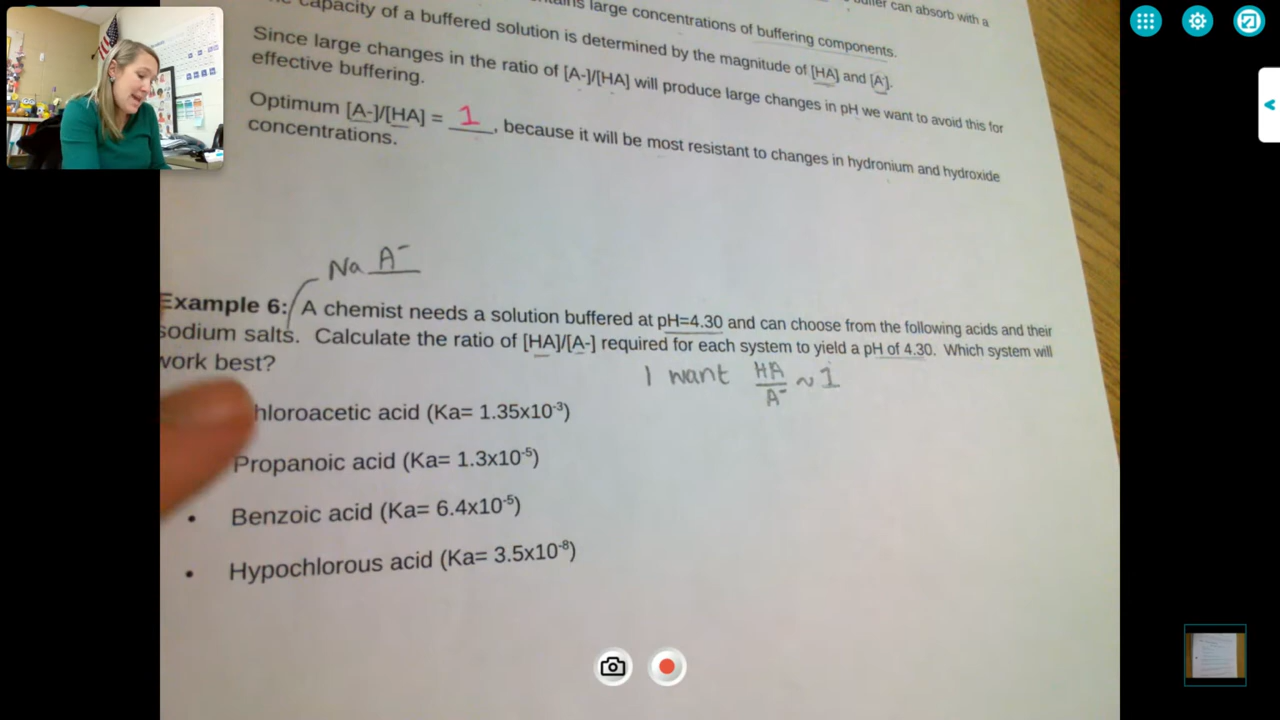 large concentrations of buffering components.
capacity of a buffered solution is determined by the magnitude of [HA] and [A-].
Since large changes in the ratio of [A-]/[HA] will produce large changes in pH we want to avoid this for
effective buffering.
Optimum [A-]/[HA] = 1, because it will be most resistant to changes in hydronium and hydroxide
concentrations.
Na A⁻
Example 6: A chemist needs a solution buffered at pH=4.30 and can choose from the following acids and their
sodium salts. Calculate the ratio of [HA]/[A-] required for each system to yield a pH of 4.30. Which system will
work best?
I want HA/A⁻ ~ 1
hloroacetic acid (Ka= 1.35x10⁻³)
Propanoic acid (Ka= 1.3x10⁻⁵)
• Benzoic acid (Ka= 6.4x10⁻⁵)
• Hypochlorous acid (Ka= 3.5x10⁻⁸)